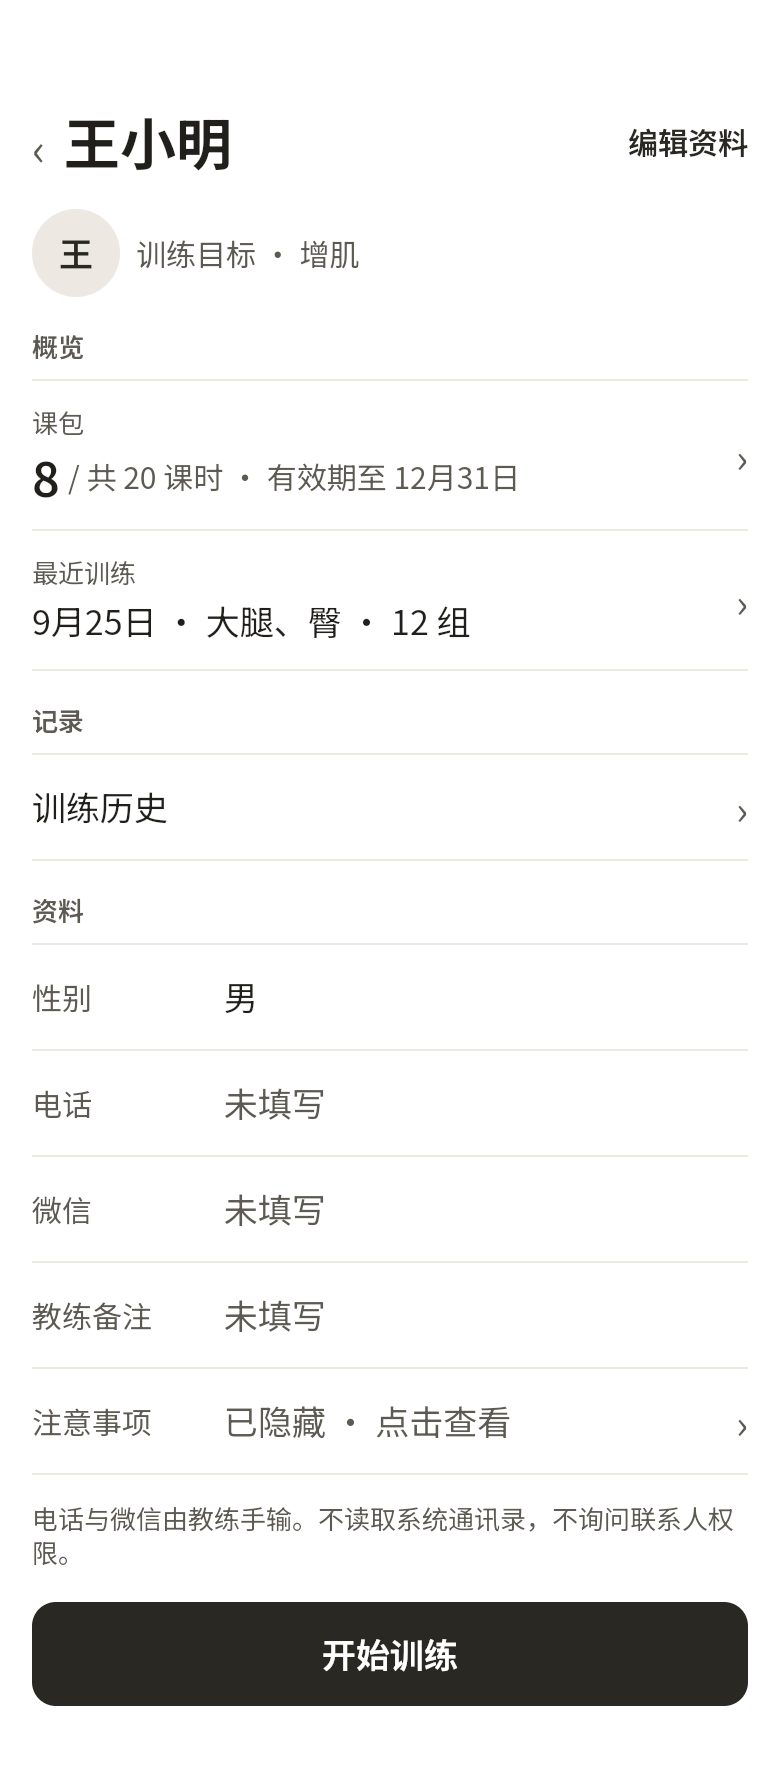 ‹ 王小明 编辑资料
王 训练目标 · 增肌
概览
课包
8 / 共 20 课时 · 有效期至 12月31日 ›
最近训练
9月25日 · 大腿、臀 · 12 组 ›
记录
训练历史 ›
资料
性别 男
电话 未填写
微信 未填写
教练备注 未填写
注意事项 已隐藏 · 点击查看 ›
电话与微信由教练手输。不读取系统通讯录，不询问联系人权
限。
开始训练